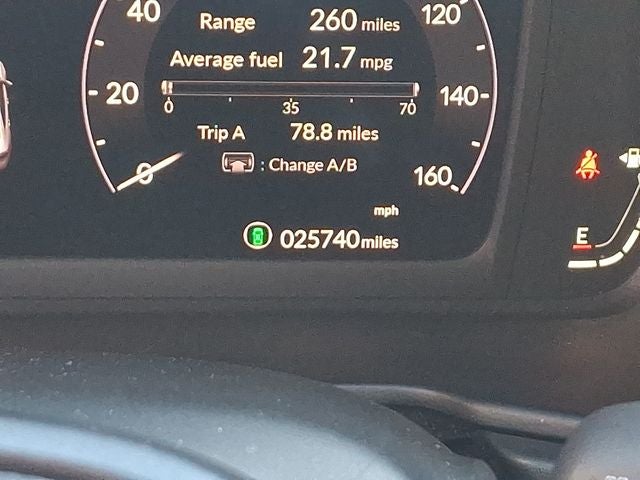 40
Range 260 miles
120
Average fuel 21.7 mpg
20
0 35 70
140
Trip A 78.8 miles
0
: Change A/B
160
mph
025740 miles
E